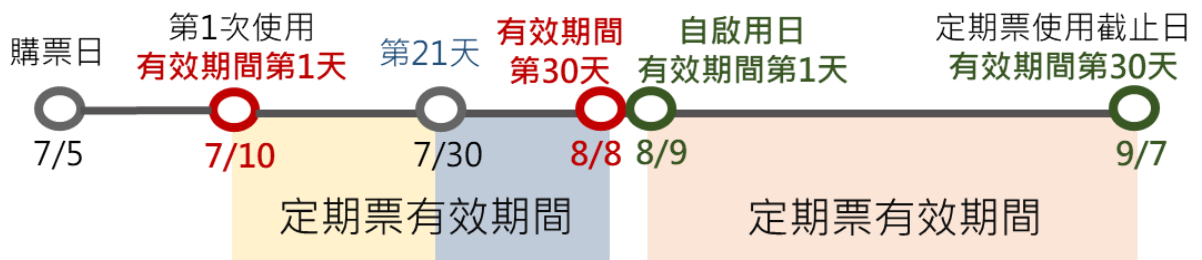 購票日
第1次使用
有效期間第1天
第21天
有效期間
第30天
自啟用日
有效期間第1天
定期票使用截止日
有效期間第30天
7/5
7/10
7/30
8/8
8/9
9/7
定期票有效期間
定期票有效期間